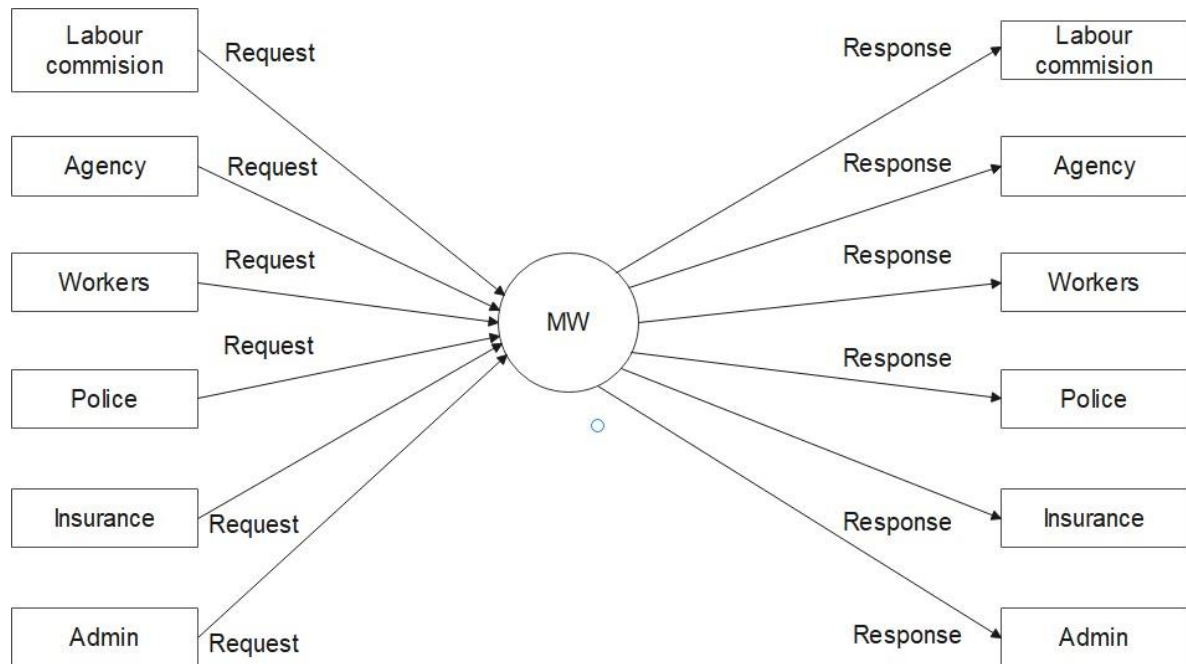 Labour
commision
Request
Response
Labour
commision
Agency
Request
Response
Agency
Workers
Request
Response
Workers
MW
Police
Request
Response
Police
Insurance
Request
Response
Insurance
Admin
Request
Response
Admin